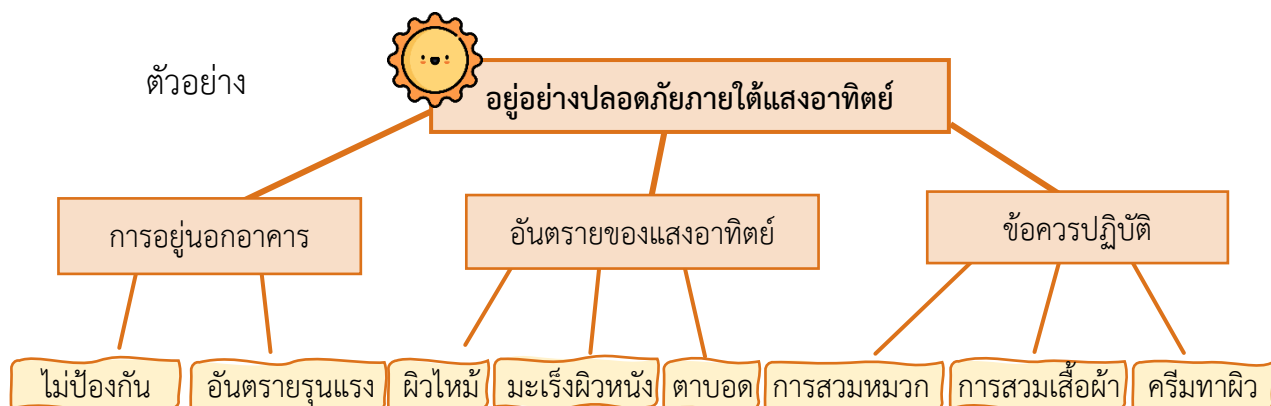 ตัวอย่าง
อยู่อย่างปลอดภัยภายใต้แสงอาทิตย์
การอยู่นอกอาคาร
อันตรายของแสงอาทิตย์
ข้อควรปฏิบัติ
ไม่ป้องกัน
อันตรายรุนแรง
ผิวไหม้
มะเร็งผิวหนัง
ตาบอด
การสวมหมวก
การสวมเสื้อผ้า
ครีมทาผิว